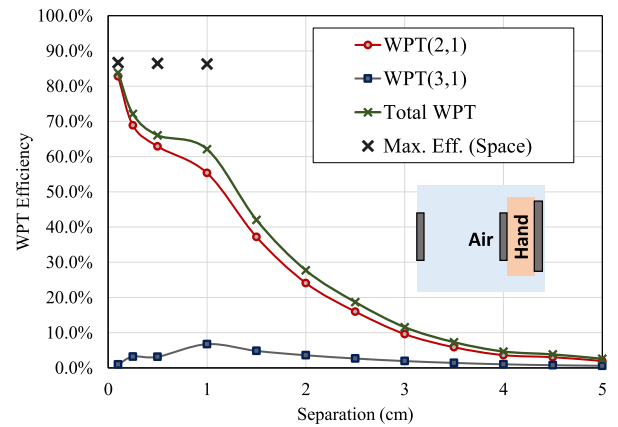 100.0%
90.0%
80.0%
70.0%
60.0%
50.0%
40.0%
30.0%
20.0%
10.0%
0.0%
WPT Efficiency
WPT(2,1)
WPT(3,1)
Total WPT
Max. Eff. (Space)
Air
Hand
0 1 2 3 4 5
Separation (cm)